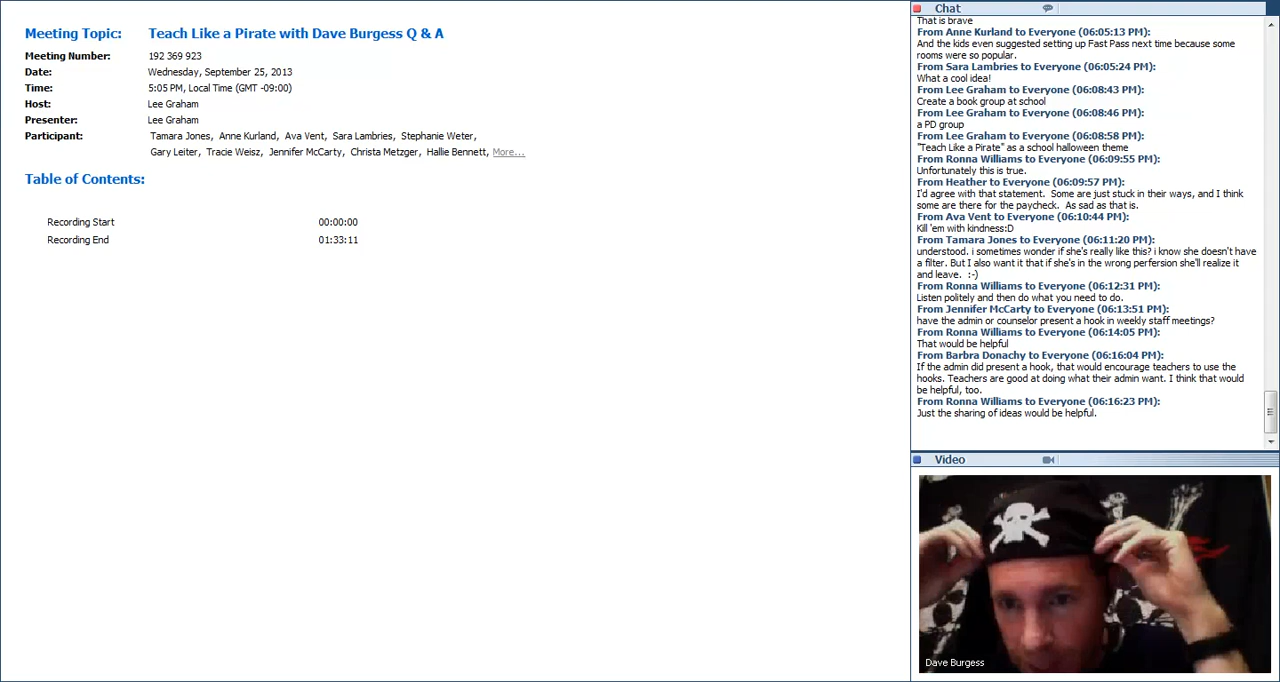 Meeting Topic: Teach Like a Pirate with Dave Burgess Q & A
Meeting Number: 192 369 923
Date: Wednesday, September 25, 2013
Time: 5:05 PM, Local Time (GMT -09:00)
Host: Lee Graham
Presenter: Lee Graham
Participant: Tamara Jones, Anne Kurland, Ava Vent, Sara Lambries, Stephanie Weter,
Gary Leiter, Tracie Weisz, Jennifer McCarty, Christa Metzger, Hallie Bennett, More...
Table of Contents:
Recording Start 00:00:00
Recording End 01:33:11
Chat
That is brave
From Anne Kurland to Everyone (06:05:13 PM):
And the kids even suggested setting up Fast Pass next time because some
rooms were so popular.
From Sara Lambries to Everyone (06:05:24 PM):
What a cool idea!
From Lee Graham to Everyone (06:08:43 PM):
Create a book group at school
From Lee Graham to Everyone (06:08:46 PM):
a PD group
From Lee Graham to Everyone (06:08:58 PM):
"Teach Like a Pirate" as a school halloween theme
From Ronna Williams to Everyone (06:09:55 PM):
Unfortunately this is true.
From Heather to Everyone (06:09:57 PM):
I'd agree with that statement. Some are just stuck in their ways, and I think
some are there for the paycheck. As sad as that is.
From Ava Vent to Everyone (06:10:44 PM):
Kill 'em with kindness:D
From Tamara Jones to Everyone (06:11:20 PM):
understood. i sometimes wonder if she's really like this? i know she doesn't have
a filter. But I also want it that if she's in the wrong perfersion she'll realize it
and leave. :-)
From Ronna Williams to Everyone (06:12:31 PM):
Listen politely and then do what you need to do.
From Jennifer McCarty to Everyone (06:13:51 PM):
have the admin or counselor present a hook in weekly staff meetings?
From Ronna Williams to Everyone (06:14:05 PM):
That would be helpful
From Barbra Donachy to Everyone (06:16:04 PM):
If the admin did present a hook, that would encourage teachers to use the
hooks. Teachers are good at doing what their admin want. I think that would
be helpful, too.
From Ronna Williams to Everyone (06:16:23 PM):
Just the sharing of ideas would be helpful.
Video
Dave Burgess